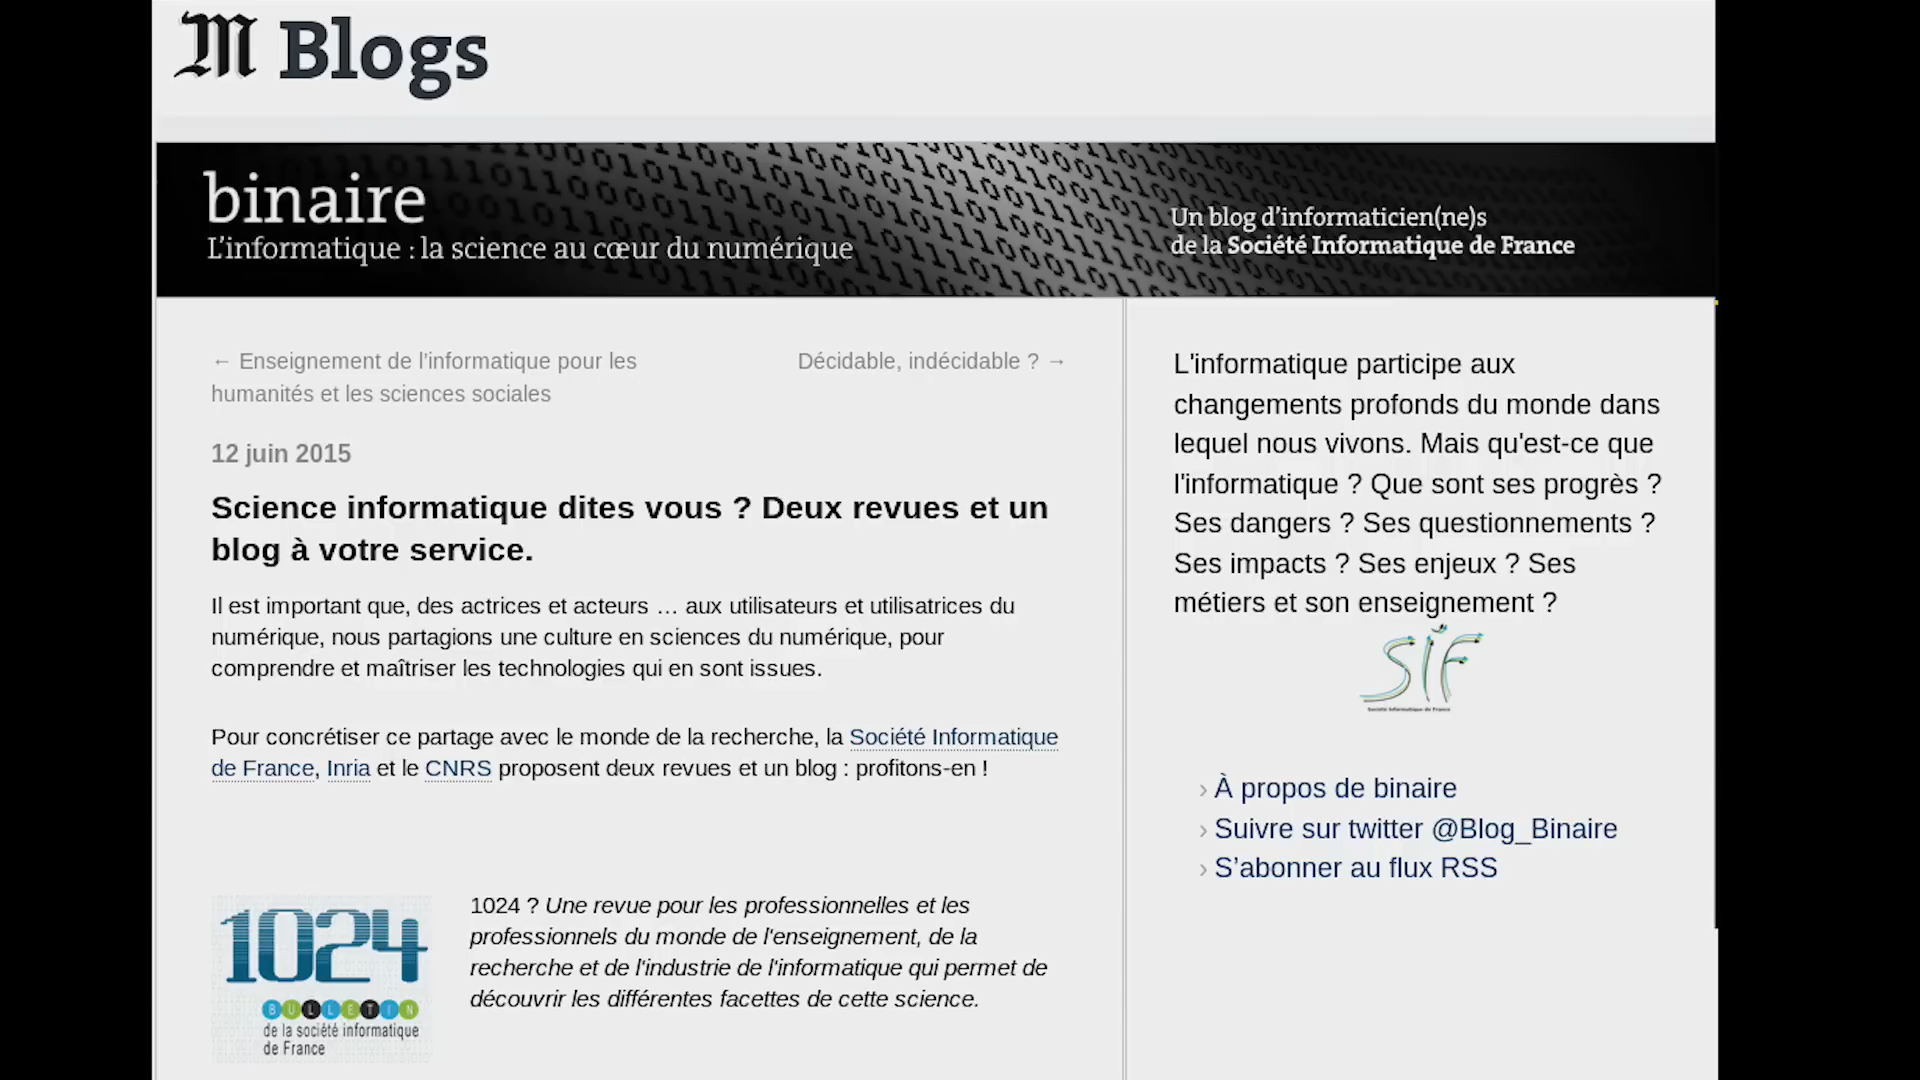 M Blogs
binaire
L'informatique : la science au cœur du numérique
Un blog d'informaticien(ne)s
de la Société Informatique de France
← Enseignement de l'informatique pour les
humanités et les sciences sociales
Décidable, indécidable ? →
12 juin 2015
Science informatique dites vous ? Deux revues et un
blog à votre service.
Il est important que, des actrices et acteurs … aux utilisateurs et utilisatrices du
numérique, nous partagions une culture en sciences du numérique, pour
comprendre et maîtriser les technologies qui en sont issues.
Pour concrétiser ce partage avec le monde de la recherche, la Société Informatique
de France, Inria et le CNRS proposent deux revues et un blog : profitons-en !
1024
BULLETIN
de la société informatique
de France
1024 ? Une revue pour les professionnelles et les
professionnels du monde de l'enseignement, de la
recherche et de l'industrie de l'informatique qui permet de
découvrir les différentes facettes de cette science.
L'informatique participe aux
changements profonds du monde dans
lequel nous vivons. Mais qu'est-ce que
l'informatique ? Que sont ses progrès ?
Ses dangers ? Ses questionnements ?
Ses impacts ? Ses enjeux ? Ses
métiers et son enseignement ?
SIF
Société Informatique de France
› À propos de binaire
› Suivre sur twitter @Blog_Binaire
› S'abonner au flux RSS